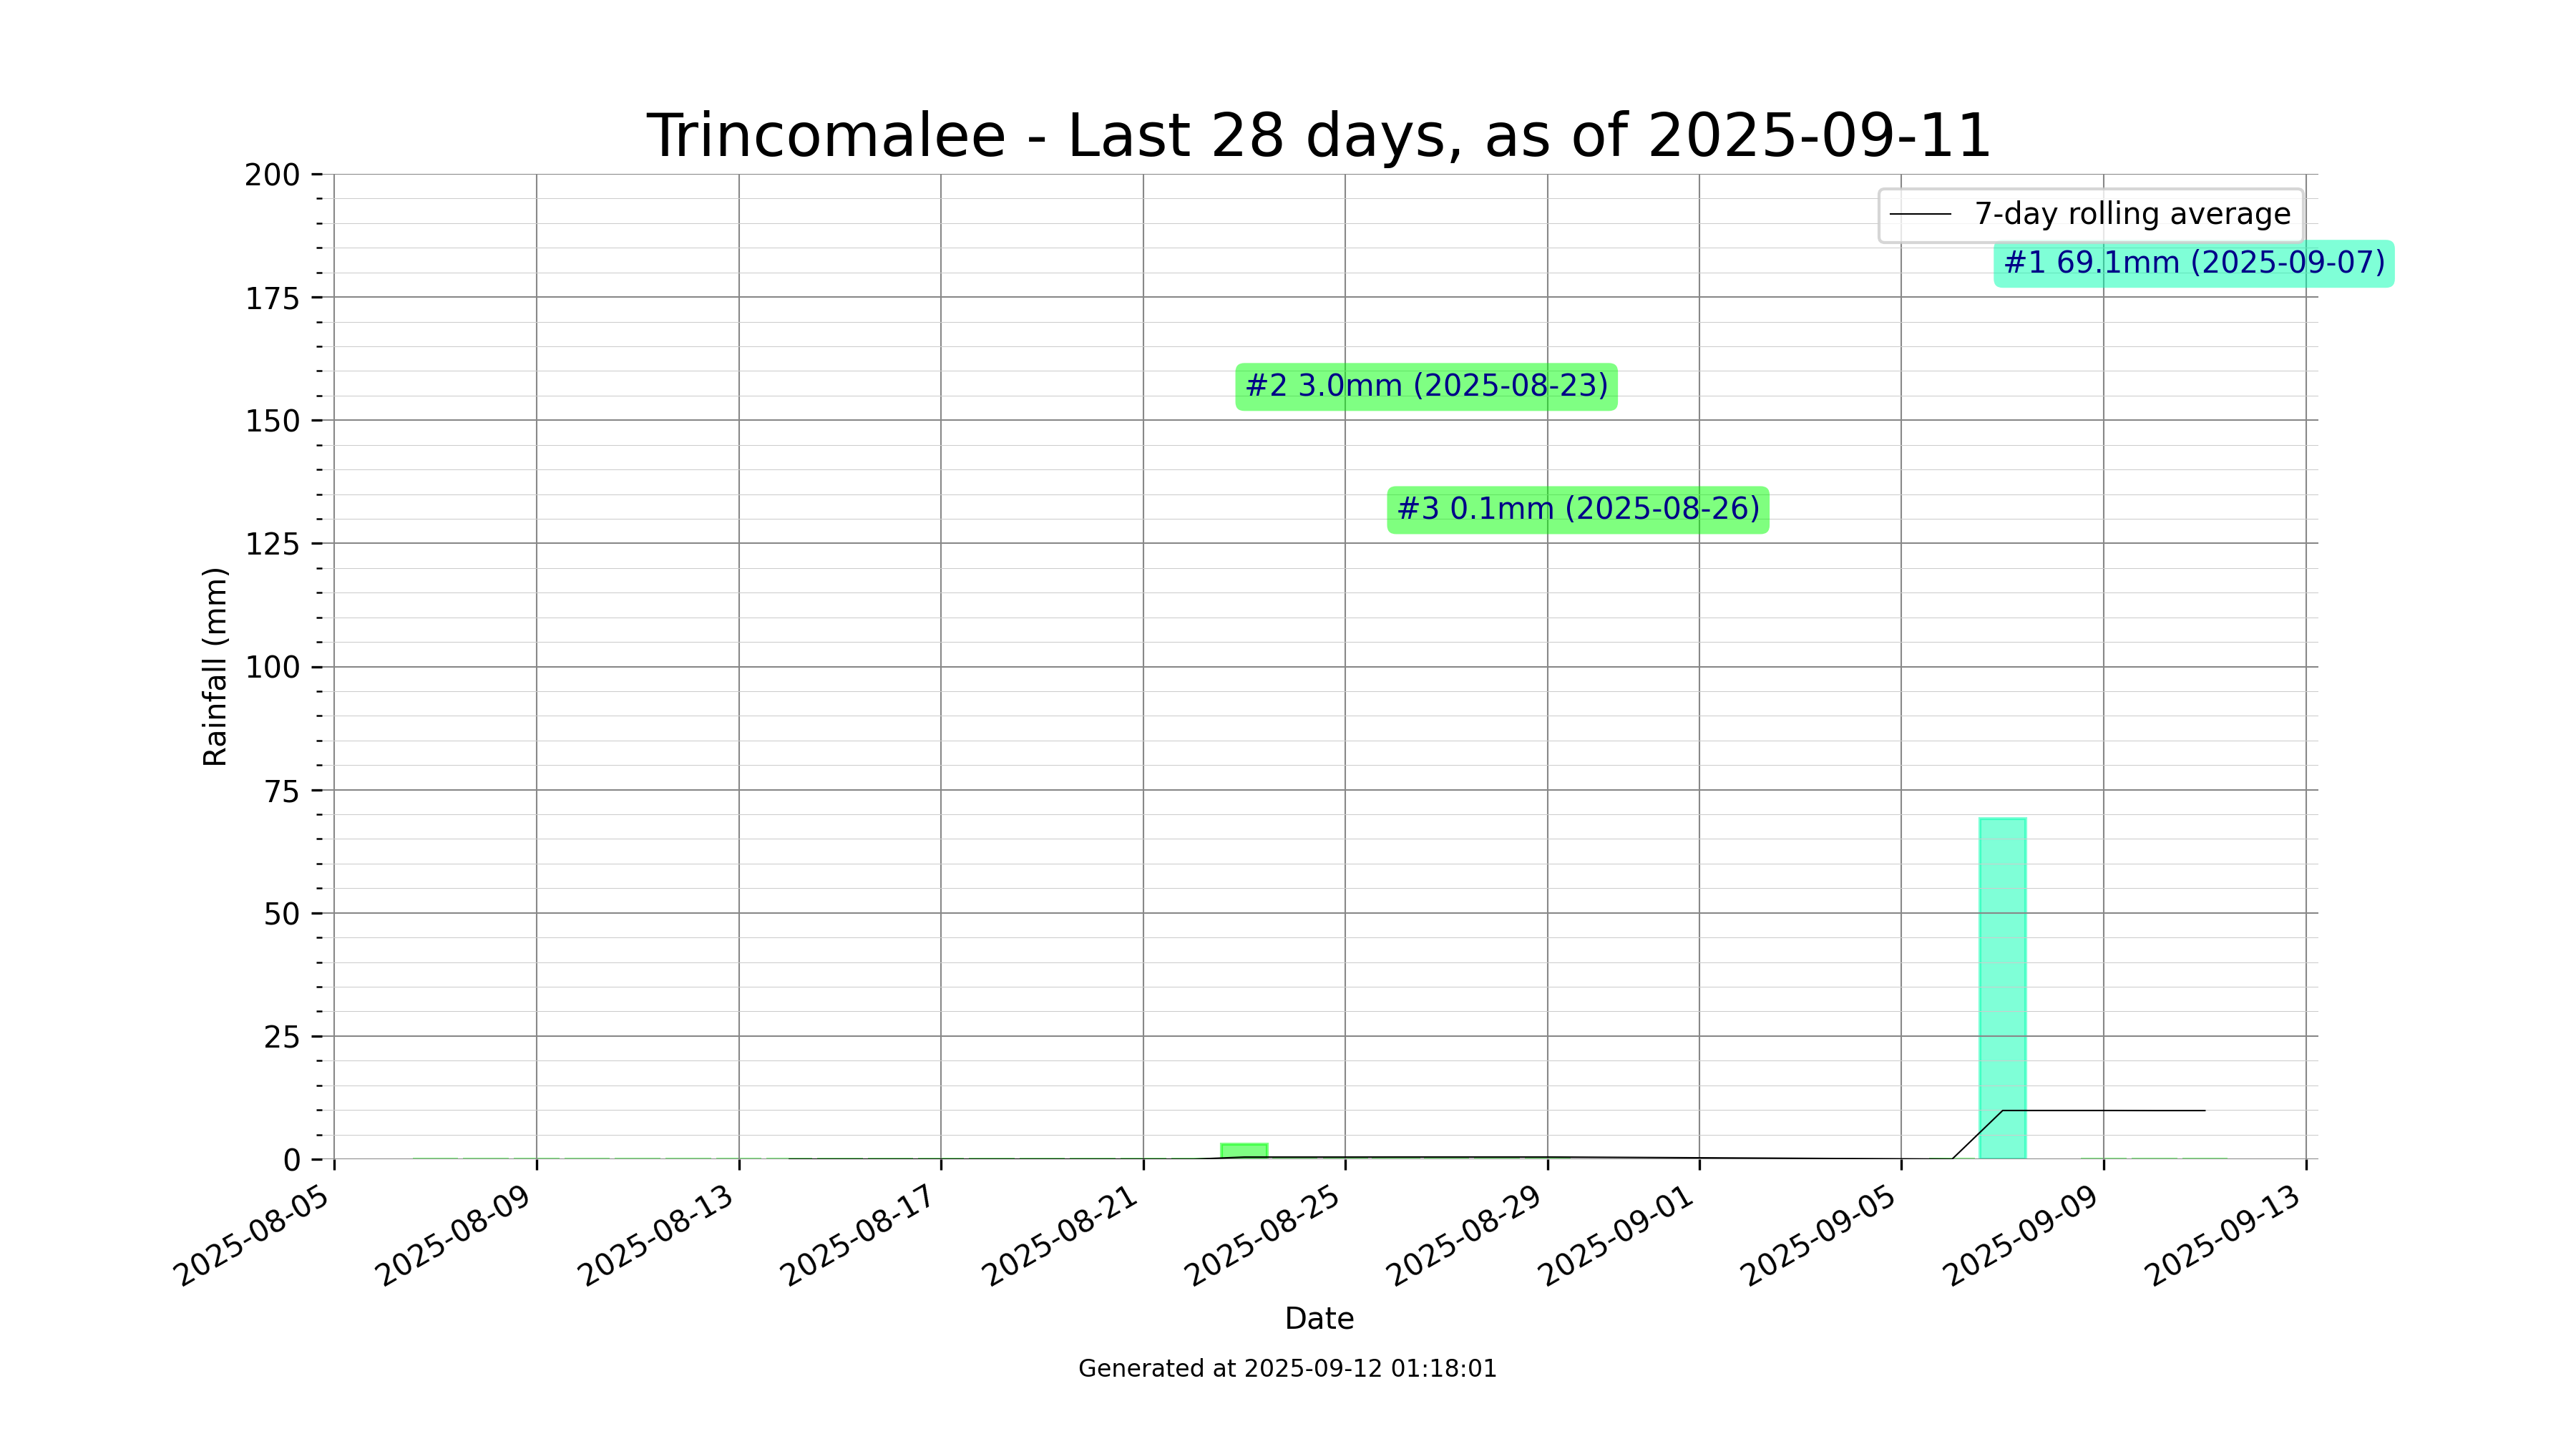 Trincomalee - Last 28 days, as of 2025-09-11
200
175
150
125
100
75
50
25
0
Rainfall (mm)
7-day rolling average
#1 69.1mm (2025-09-07)
#2 3.0mm (2025-08-23)
#3 0.1mm (2025-08-26)
2025-08-05
2025-08-09
2025-08-13
2025-08-17
2025-08-21
2025-08-25
2025-08-29
2025-09-01
2025-09-05
2025-09-09
2025-09-13
Date
Generated at 2025-09-12 01:18:01